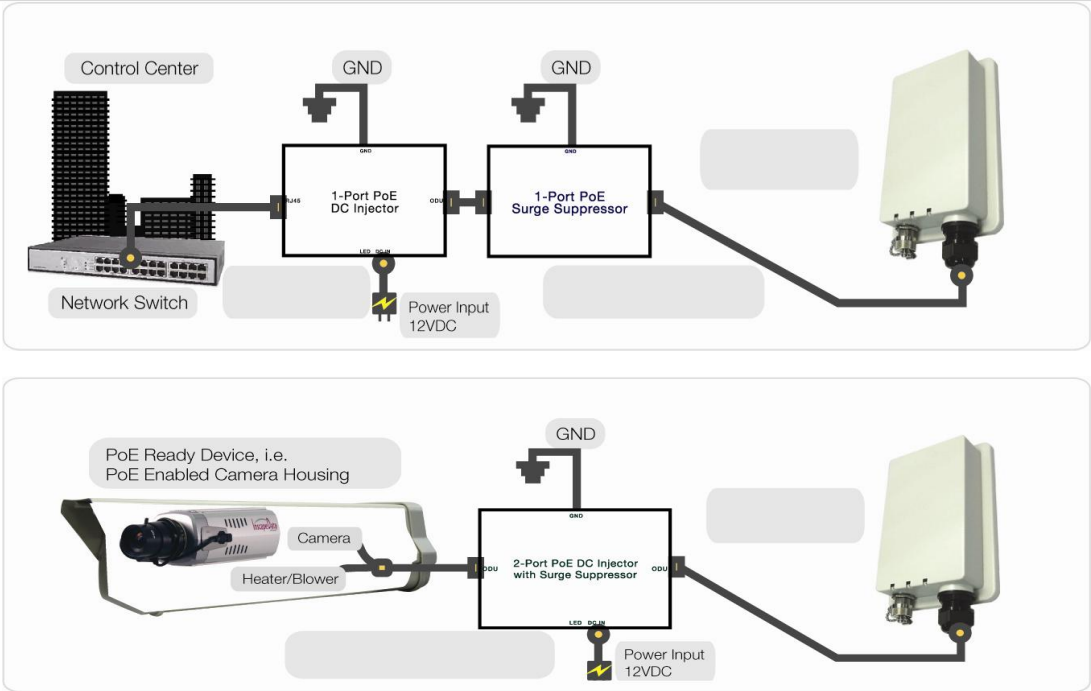 Control Center
GND
GND
GND
GND
RJ45
1-Port PoE
DC Injector
ODU
1-Port PoE
Surge Suppressor
LED DC IN
Network Switch
Power Input
12VDC
PoE Ready Device, i.e.
PoE Enabled Camera Housing
GND
GND
Camera
Heater/Blower
ODU
2-Port PoE DC Injector
with Surge Suppressor
ODU
LED DC IN
Power Input
12VDC